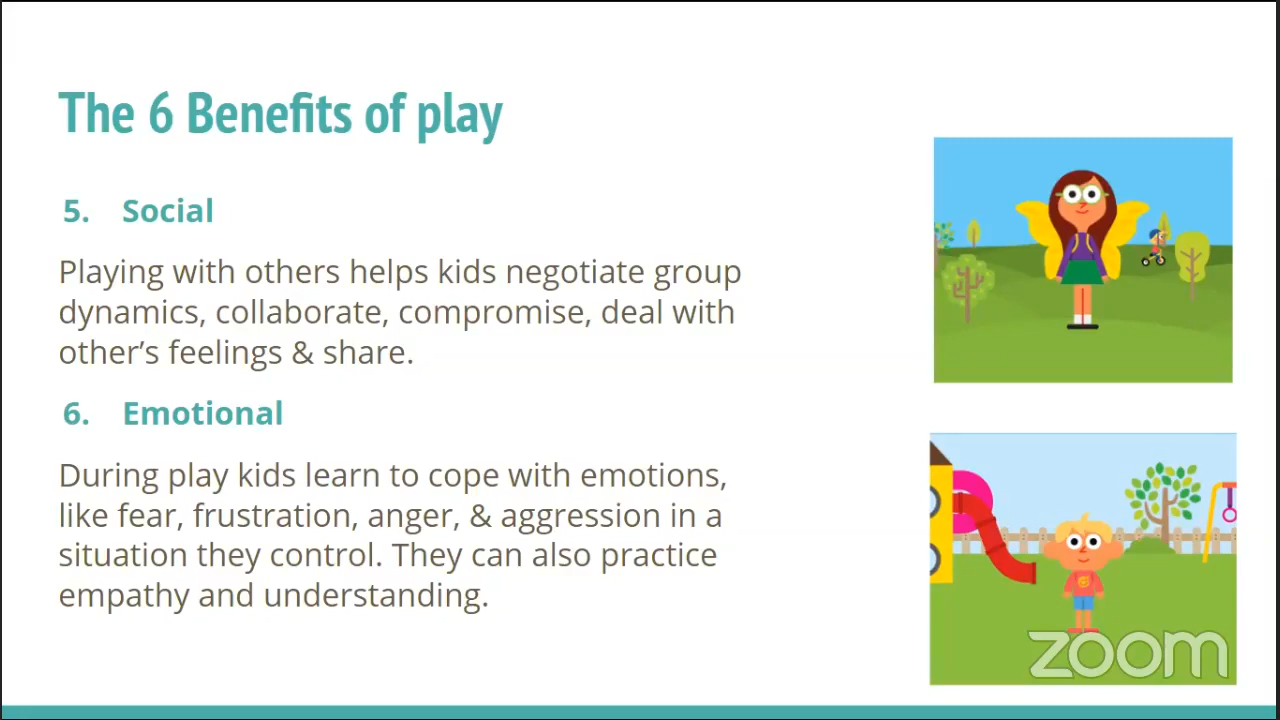 The 6 Benefits of play
5. Social
Playing with others helps kids negotiate group
dynamics, collaborate, compromise, deal with
other’s feelings & share.
6. Emotional
During play kids learn to cope with emotions,
like fear, frustration, anger, & aggression in a
situation they control. They can also practice
empathy and understanding.
zoom